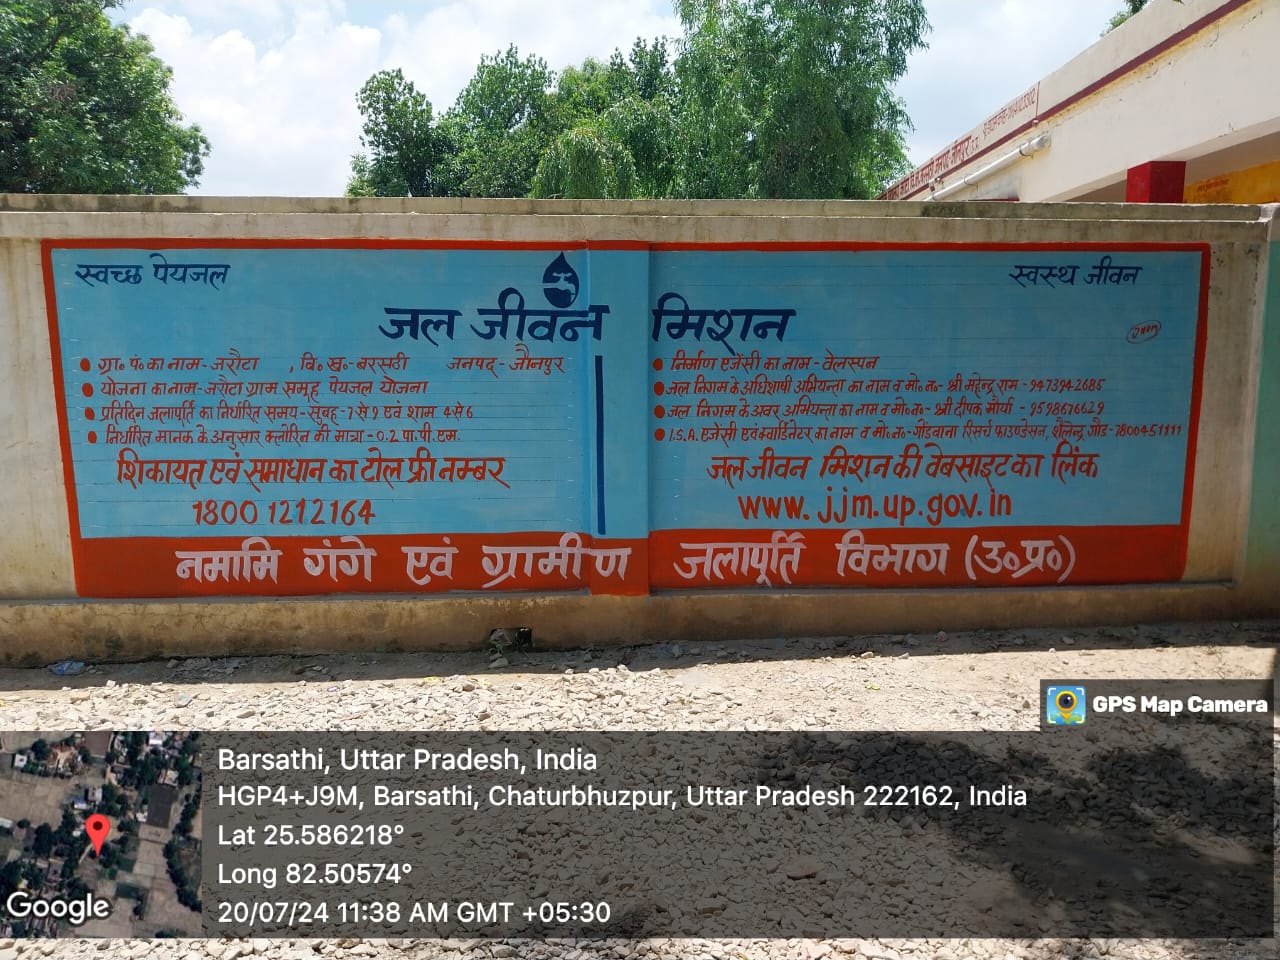 स्वच्छ पेयजल
स्वस्थ जीवन
जल जीवन मिशन
ग्रा० पं० का नाम - जरौटा , वि० ख० - बरसठी जनपद - जौनपुर
योजना का नाम - जरौटा ग्राम समूह पेयजल योजना
प्रतिदिन जलापूर्ति का निर्धारित समय - सुबह - 7 से 9 एवं शाम 4 से 6
निर्धारित मानक के अनुसार क्लोरिन की मात्रा - 0.2 पी.पी.एम.
शिकायत एवं समाधान का टोल फ्री नम्बर
1800 1212164
निर्माण एजेंसी का नाम - वेलस्पन
जल निगम के अधिशाषी अभियन्ता का नाम व मो० न० - श्री महेन्द्र राम - 9473942685
जल निगम के अवर अभियन्ता का नाम व मो० न० - श्री दीपक मौर्या - 9598676629
I.S.A. एजेंसी एवं क्वार्डिनेटर का नाम व मो० न० - गोंडवाना रिसर्च फाउण्डेसन, शैलेन्द्र गौड - 7800451111
जल जीवन मिशन की वेबसाइट का लिंक
www.jjm.up.gov.in
नमामि गंगे एवं ग्रामीण जलापूर्ति विभाग (उ०प्र०)
GPS Map Camera
Barsathi, Uttar Pradesh, India
HGP4+J9M, Barsathi, Chaturbhuzpur, Uttar Pradesh 222162, India
Lat 25.586218°
Long 82.50574°
20/07/24 11:38 AM GMT +05:30
Google